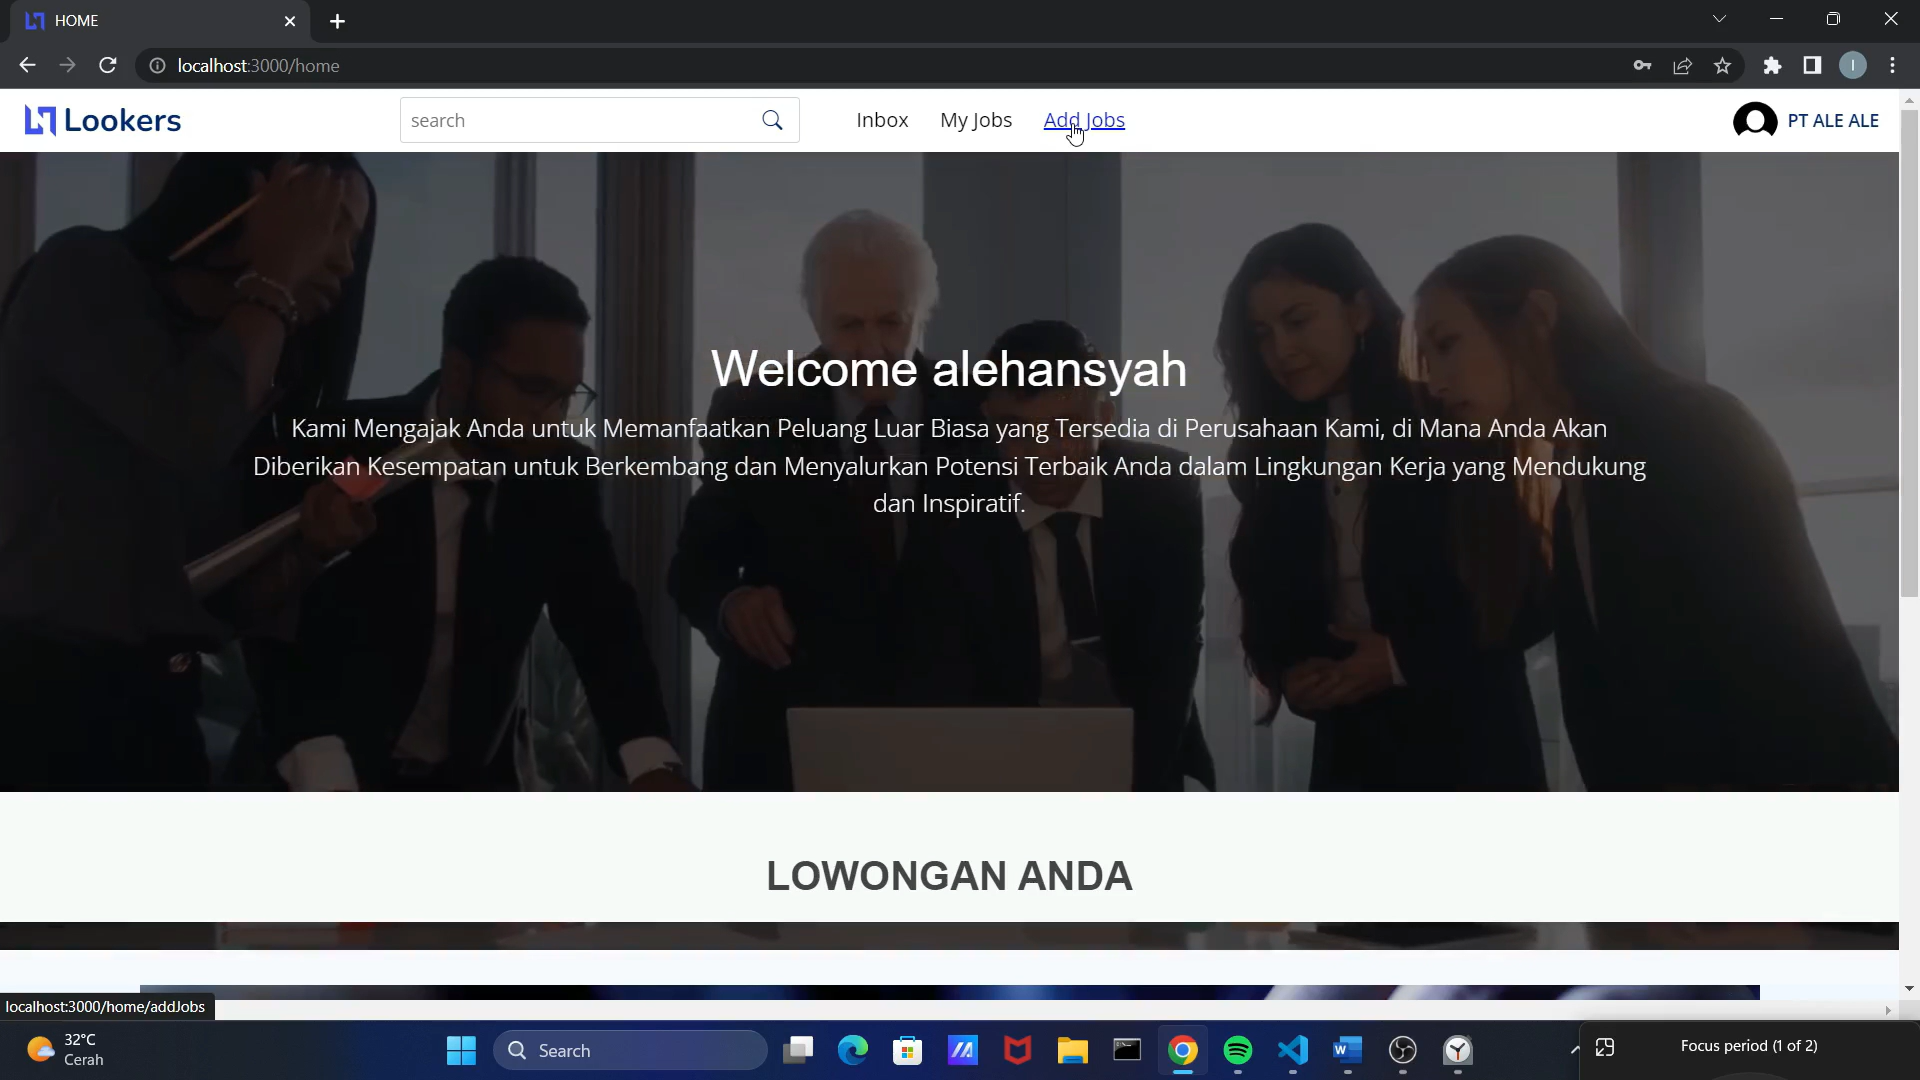 HOME
localhost:3000/home
I
Lookers
search
Inbox
My Jobs
Add Jobs
PT ALE ALE
Welcome alehansyah
Kami Mengajak Anda untuk Memanfaatkan Peluang Luar Biasa yang Tersedia di Perusahaan Kami, di Mana Anda Akan
Diberikan Kesempatan untuk Berkembang dan Menyalurkan Potensi Terbaik Anda dalam Lingkungan Kerja yang Mendukung
dan Inspiratif.
LOWONGAN ANDA
localhost:3000/home/addJobs
32°C
Cerah
Search
Focus period (1 of 2)